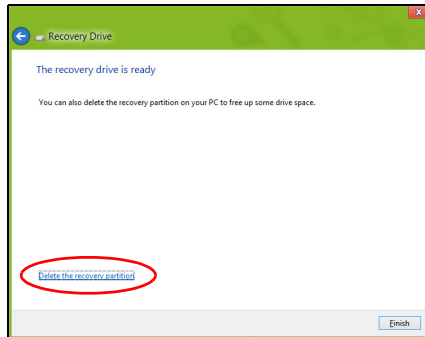 Recovery Drive
The recovery drive is ready
You can also delete the recovery partition on your PC to free up some drive space.
Delete the recovery partition
Finish